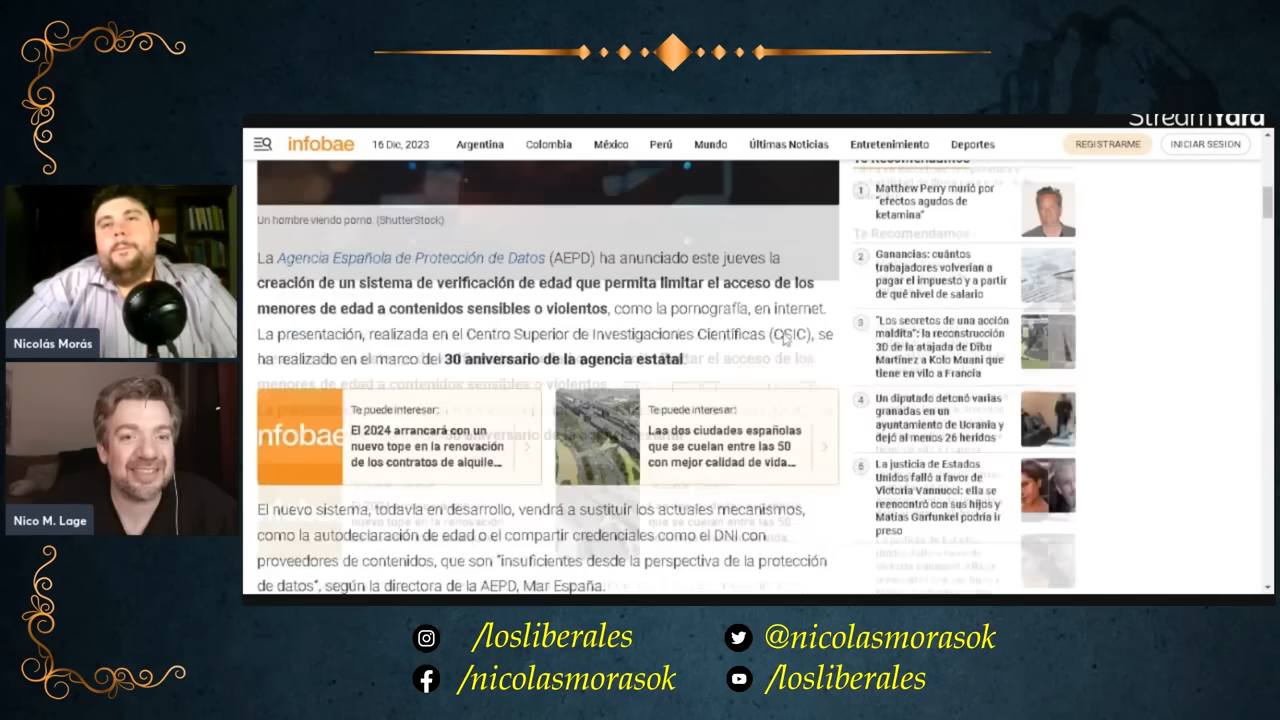 StreamYard
infobae
16 Dic, 2023
Argentina
Colombia
México
Perú
Mundo
Últimas Noticias
Entretenimiento
Deportes
REGISTRARME
INICIAR SESIÓN
Un hombre viendo porno. (ShutterStock)
La Agencia Española de Protección de Datos (AEPD) ha anunciado este jueves la
creación de un sistema de verificación de edad que permita limitar el acceso de los
menores de edad a contenidos sensibles o violentos, como la pornografía, en internet.
La presentación, realizada en el Centro Superior de Investigaciones Científicas (CSIC), se
ha realizado en el marco del 30 aniversario de la agencia estatal.
nfobae
Te puede interesar:
El 2024 arrancará con un
nuevo tope en la renovación
de los contratos de alquile...
Te puede interesar:
Las dos ciudades españolas
que se cuelan entre las 50
con mejor calidad de vida...
El nuevo sistema, todavía en desarrollo, vendrá a sustituir los actuales mecanismos,
como la autodeclaración de edad o el compartir credenciales como el DNI con
proveedores de contenidos, que son "insuficientes desde la perspectiva de la protección
de datos", según la directora de la AEPD, Mar España.
Te Recomendamos
1
Matthew Perry murió por
"efectos agudos de
ketamina"
2
Ganancias: cuántos
trabajadores volverían a
pagar el impuesto y a partir
de qué nivel de salario
3
"Los secretos de una acción
maldita": la reconstrucción
3D de la atajada de Dibu
Martínez a Kolo Muani que
tiene en vilo a Francia
4
Un diputado detonó varias
granadas en un
ayuntamiento de Ucrania y
dejó al menos 26 heridos
5
La justicia de Estados
Unidos falló a favor de
Victoria Vannucci: ella se
reencontró con sus hijos y
Matías Garfunkel podría ir
preso
Nicolás Morás
Nico M. Lage
/losliberales
@nicolasmorasok
/nicolasmorasok
/losliberales